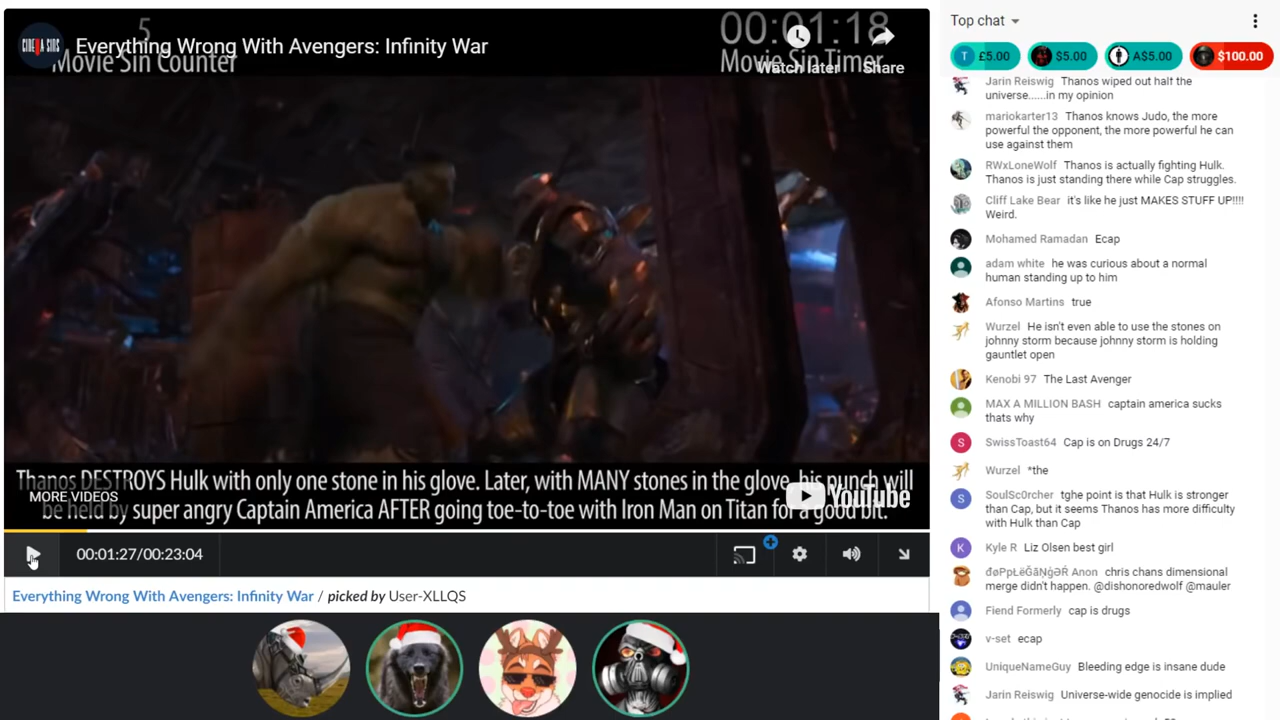 5
Movie Sin Counter
CINEMA SINS
Everything Wrong With Avengers: Infinity War
00:01:18
Movie Sin Timer
Watch later
Share
Thanos DESTROYS Hulk with only one stone in his glove. Later, with MANY stones in the glove, his punch will
be held by super angry Captain America AFTER going toe-to-toe with Iron Man on Titan for a good bit.
MORE VIDEOS
YouTube
00:01:27/00:23:04
Everything Wrong With Avengers: Infinity War / picked by User-XLLQS
Top chat
T £5.00
$5.00
A$5.00
$100.00
Jarin Reiswig Thanos wiped out half the
universe......in my opinion
mariokarter13 Thanos knows Judo, the more
powerful the opponent, the more powerful he can
use against them
RWxLoneWolf Thanos is actually fighting Hulk.
Thanos is just standing there while Cap struggles.
Cliff Lake Bear it's like he just MAKES STUFF UP!!!!
Weird.
Mohamed Ramadan Ecap
adam white he was curious about a normal
human standing up to him
Afonso Martins true
Wurzel He isn't even able to use the stones on
johnny storm because johnny storm is holding
gauntlet open
Kenobi 97 The Last Avenger
MAX A MILLION BASH captain america sucks
thats why
S SwissToast64 Cap is on Drugs 24/7
Wurzel *the
S SoulSc0rcher tghe point is that Hulk is stronger
than Cap, but it seems Thanos has more difficulty
with Hulk than Cap
K Kyle R Liz Olsen best girl
Anon chris chans dimensional
merge didn't happen. @dishonoredwolf @mauler
Fiend Formerly cap is drugs
v-set ecap
UniqueNameGuy Bleeding edge is insane dude
Jarin Reiswig Universe-wide genocide is implied